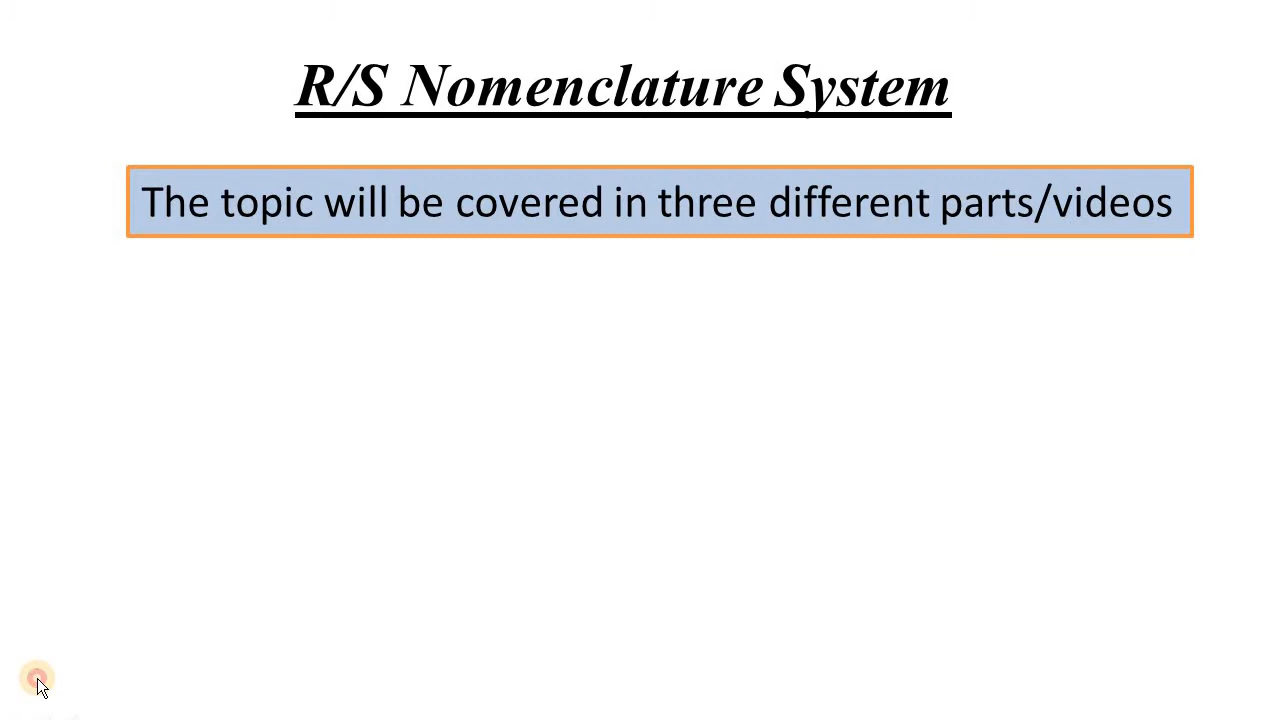 R/S Nomenclature System
The topic will be covered in three different parts/videos